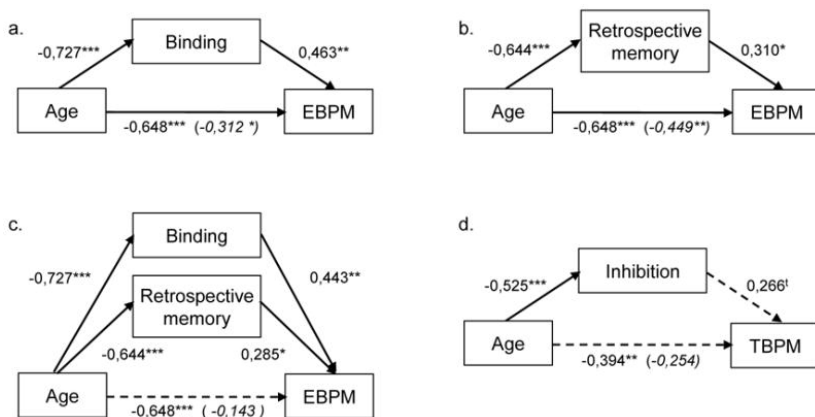 a.
-0,727***
Binding
0,463**
Age
EBPM
-0,648*** (-0,312 *)
b.
-0,644***
Retrospective
memory
0,310*
Age
EBPM
-0,648*** (-0,449**)
c.
Binding
-0,727***
0,443**
Retrospective
memory
-0,644***
0,285*
Age
EBPM
-0,648*** ( -0,143 )
d.
Inhibition
-0,525***
0,266ᵗ
Age
TBPM
-0,394** (-0,254)